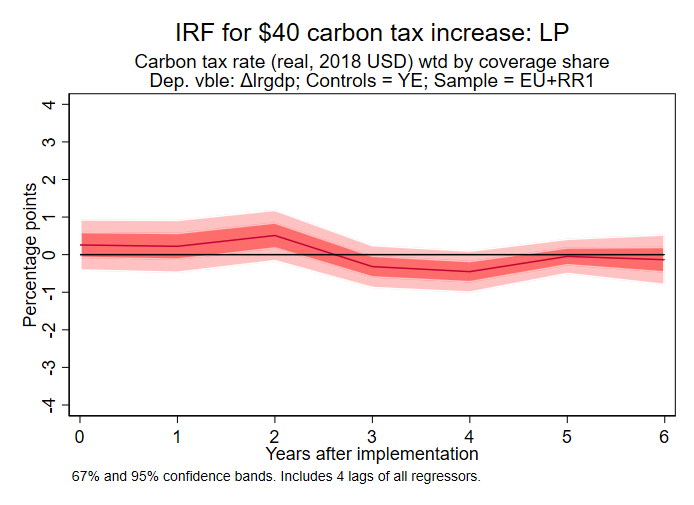 IRF for $40 carbon tax increase: LP
Carbon tax rate (real, 2018 USD) wtd by coverage share
Dep. vble: Δlrgdp; Controls = YE; Sample = EU+RR1
Percentage points
4
3
2
1
0
-1
-2
-3
-4
0 1 2 3 4 5 6
Years after implementation
67% and 95% confidence bands. Includes 4 lags of all regressors.